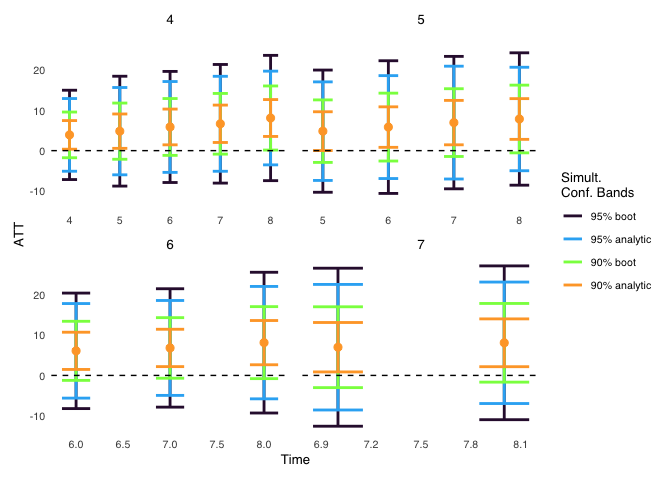 4
5
20
10
0
-10
4 5 6 7 8
5 6 7 8
ATT
6
7
20
10
0
-10
6.0 6.5 7.0 7.5 8.0
6.9 7.2 7.5 7.8 8.1
Time
Simult.
Conf. Bands
95% boot
95% analytic
90% boot
90% analytic